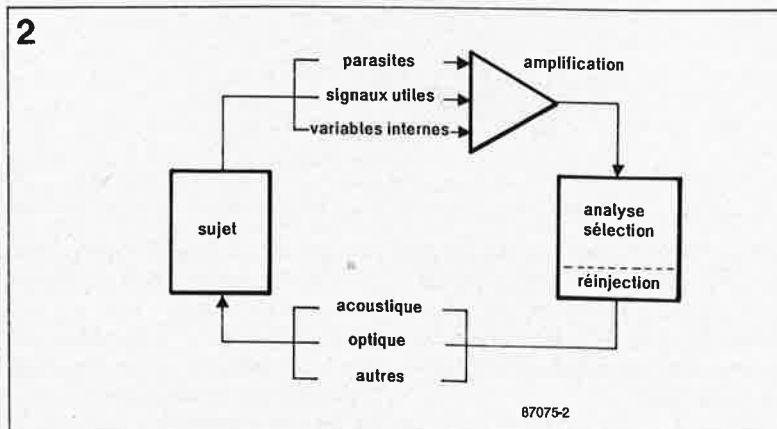 2
parasites
amplification
signaux utiles
variables internes
sujet
analyse
sélection
réinjection
acoustique
optique
autres
87075-2